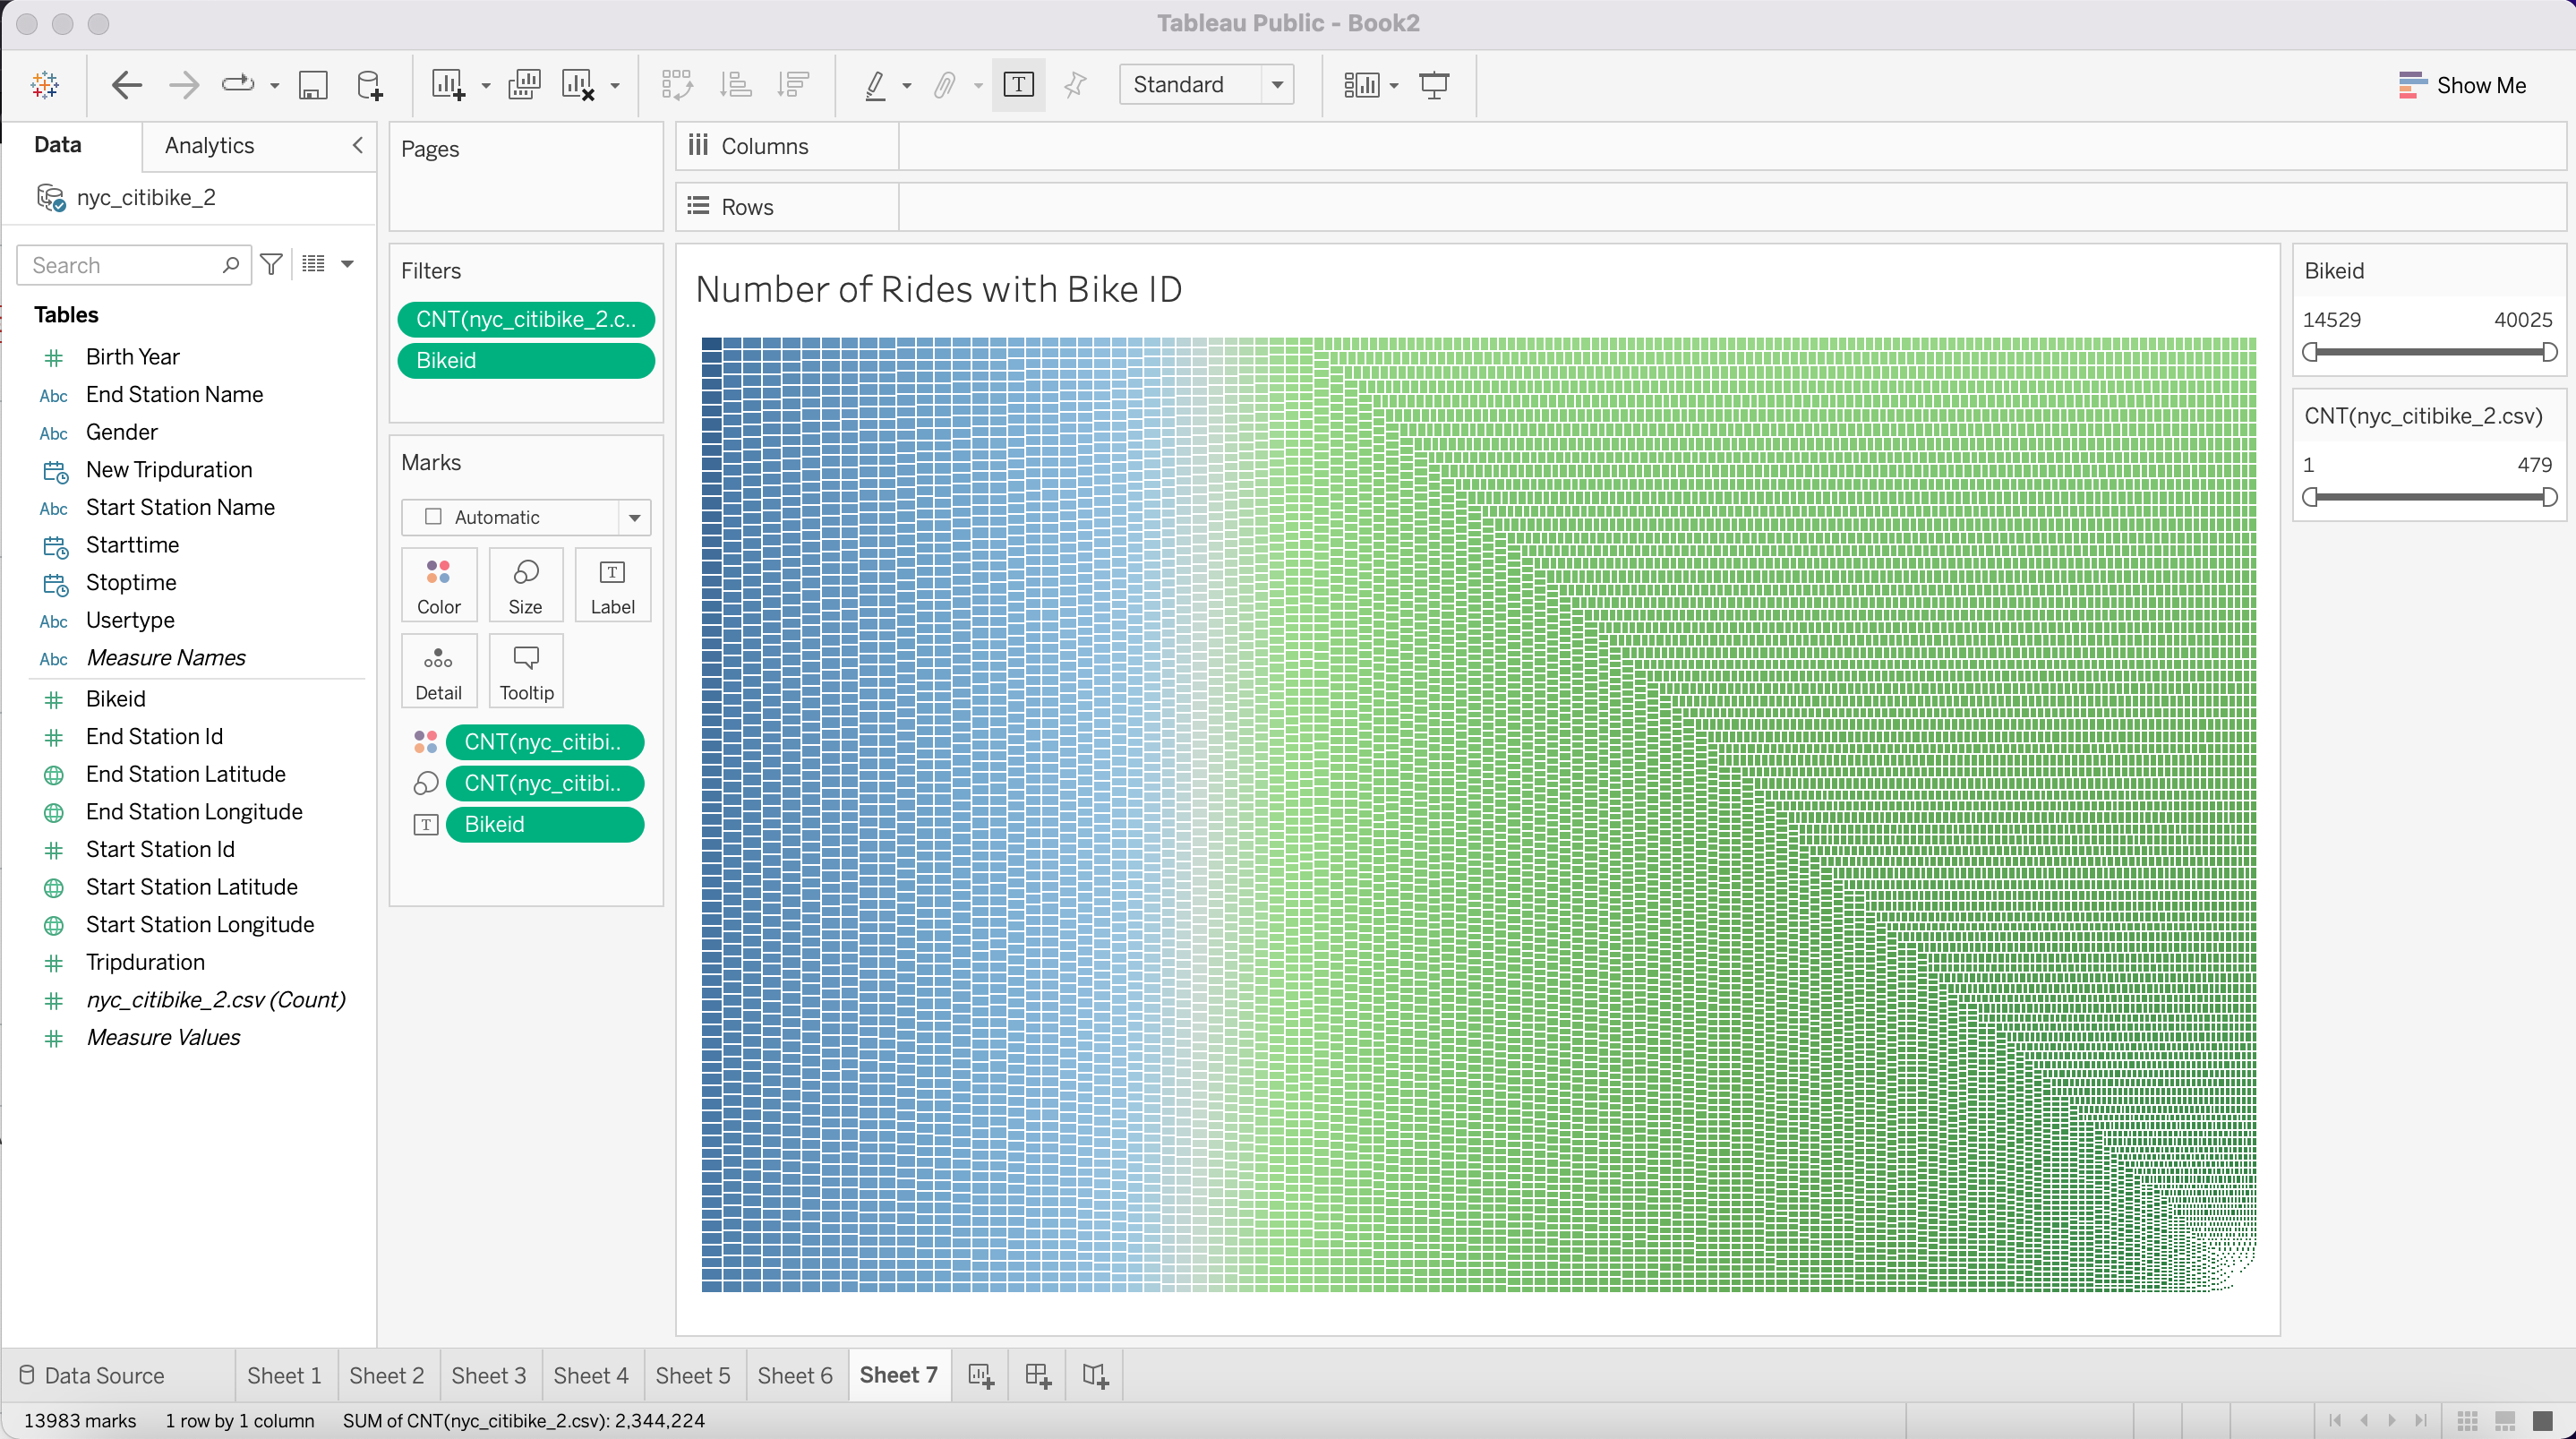 Tableau Public - Book2
Standard
Show Me
Data
Analytics
nyc_citibike_2
Search
Tables
Birth Year
Abc End Station Name
Abc Gender
New Tripduration
Abc Start Station Name
Starttime
Stoptime
Abc Usertype
Abc Measure Names
Bikeid
End Station Id
End Station Latitude
End Station Longitude
Start Station Id
Start Station Latitude
Start Station Longitude
Tripduration
nyc_citibike_2.csv (Count)
Measure Values
Pages
Filters
CNT(nyc_citibike_2.c..
Bikeid
Marks
Automatic
Color Size Label
Detail Tooltip
CNT(nyc_citibi..
CNT(nyc_citibi..
Bikeid
Columns
Rows
Number of Rides with Bike ID
Bikeid
14529 40025
CNT(nyc_citibike_2.csv)
1 479
Data Source Sheet 1 Sheet 2 Sheet 3 Sheet 4 Sheet 5 Sheet 6 Sheet 7
13983 marks 1 row by 1 column SUM of CNT(nyc_citibike_2.csv): 2,344,224